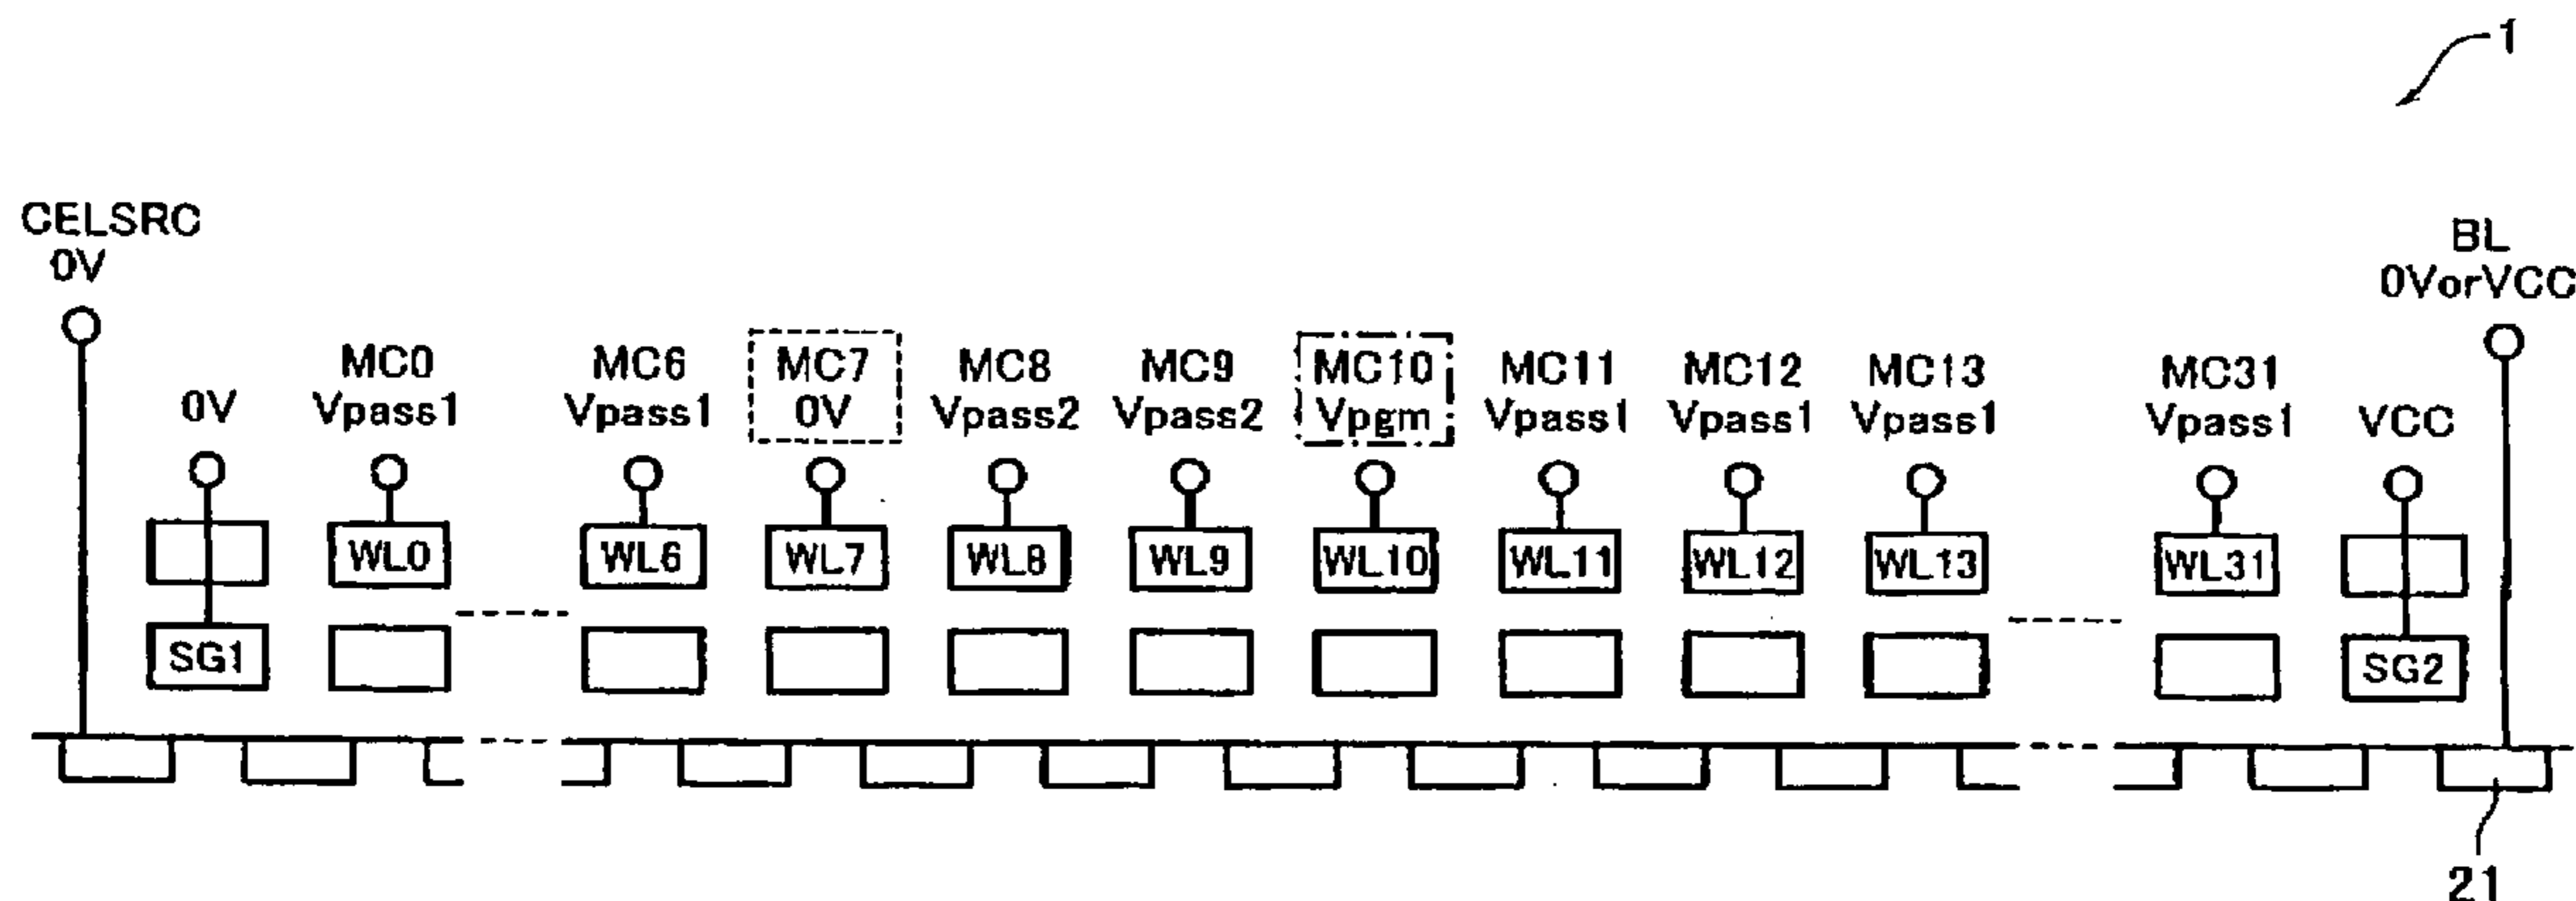 1
CELSRC
0V
BL
0VorVCC
0V
MC0
Vpass1
MC6
Vpass1
MC7
0V
MC8
Vpass2
MC9
Vpass2
MC10
Vpgm
MC11
Vpass1
MC12
Vpass1
MC13
Vpass1
MC31
Vpass1
VCC
WL0
WL6
WL7
WL8
WL9
WL10
WL11
WL12
WL13
WL31
SG1
SG2
21